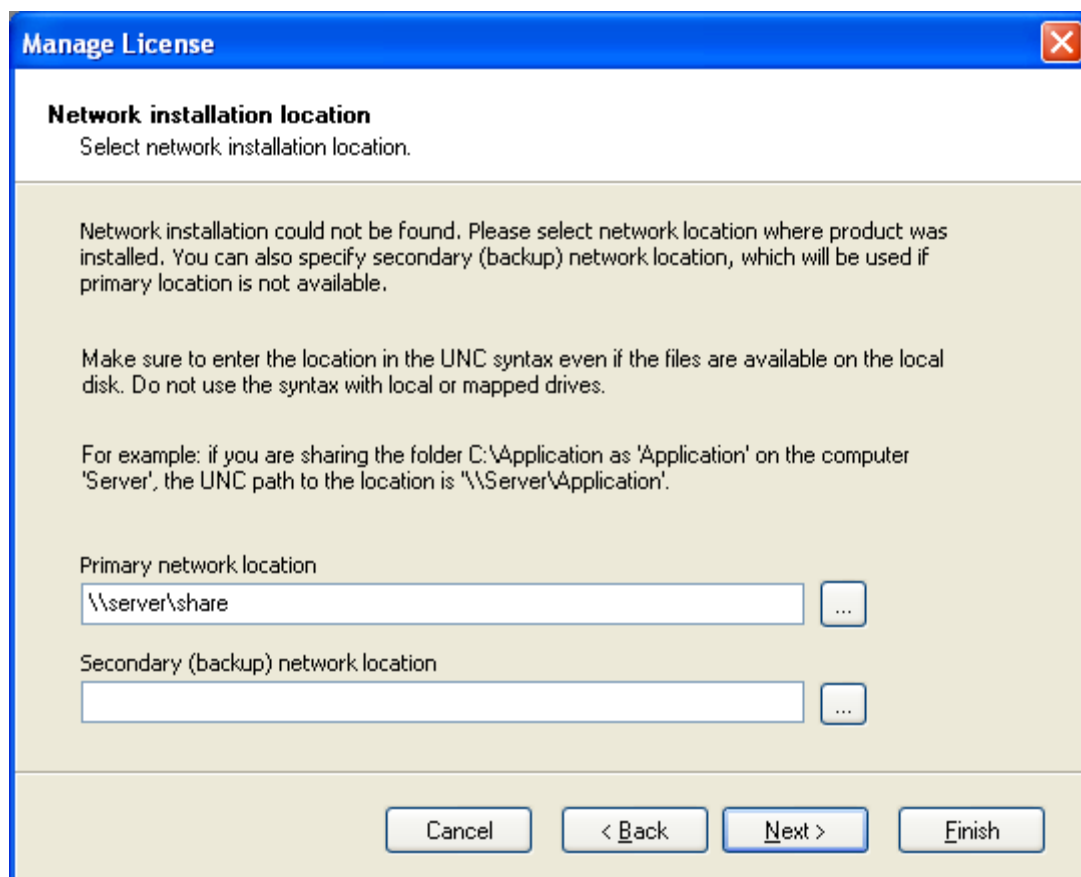 Manage License
Network installation location
Select network installation location.
Network installation could not be found. Please select network location where product was
installed. You can also specify secondary (backup) network location, which will be used if
primary location is not available.
Make sure to enter the location in the UNC syntax even if the files are available on the local
disk. Do not use the syntax with local or mapped drives.
For example: if you are sharing the folder C:\Application as 'Application' on the computer
'Server', the UNC path to the location is '\\Server\Application'.
Primary network location
\\server\share
...
Secondary (backup) network location
...
Cancel
< Back
Next >
Finish